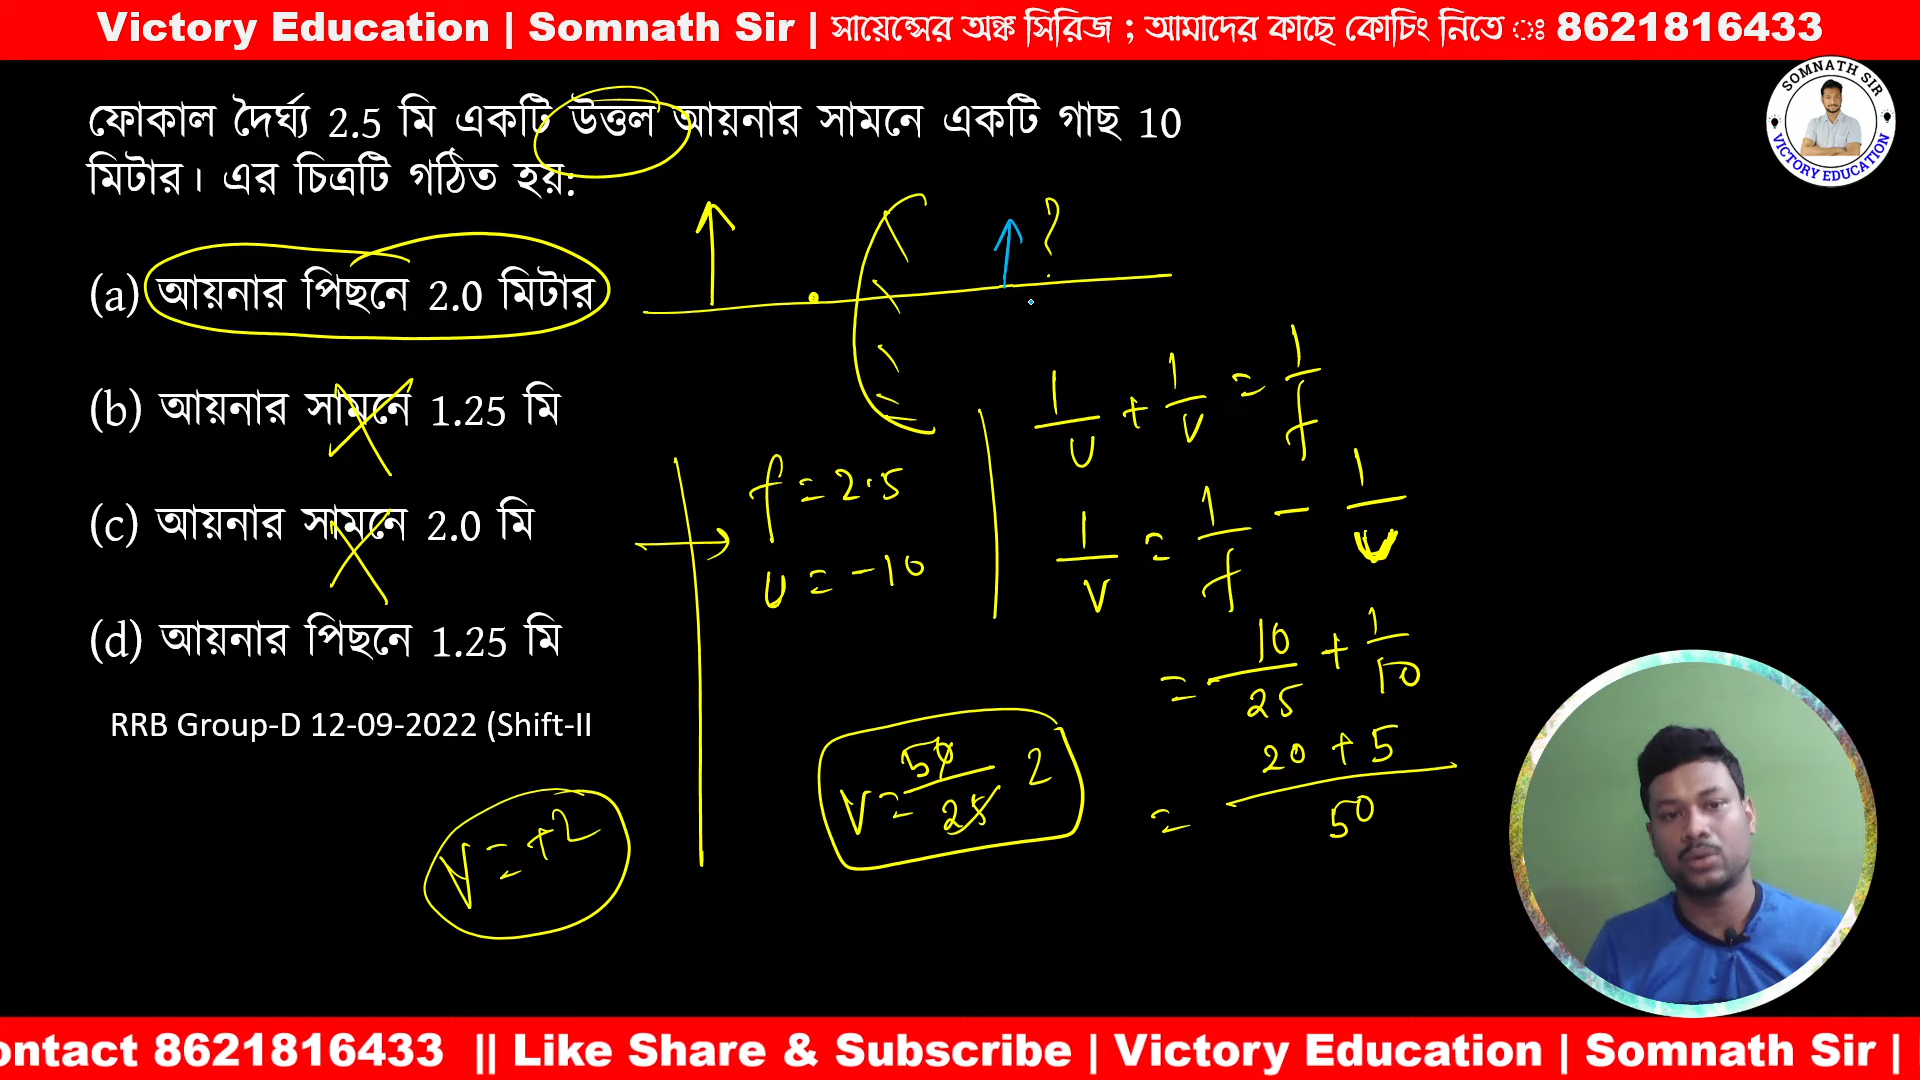 Victory Education | Somnath Sir | সায়েন্সের অঙ্ক সিরিজ ; আমাদের কাছে কোচিং নিতে ঃ 8621816433
SOMNATH SIR
VICTORY EDUCATION
ফোকাল দৈর্ঘ্য 2.5 মি একটি উত্তল আয়নার সামনে একটি গাছ 10
মিটার। এর চিত্রটি গঠিত হয়:
(a) আয়নার পিছনে 2.0 মিটার
(b) আয়নার সামনে 1.25 মি
(c) আয়নার সামনে 2.0 মি
(d) আয়নার পিছনে 1.25 মি
RRB Group-D 12-09-2022 (Shift-II
?
f = 2.5
u = -10
1/u + 1/v = 1/f
1/v = 1/f - 1/u
= 10/25 + 1/10
= 20 + 5/50
v = 50/25 2
v = +2
ontact 8621816433 || Like Share & Subscribe | Victory Education | Somnath Sir |